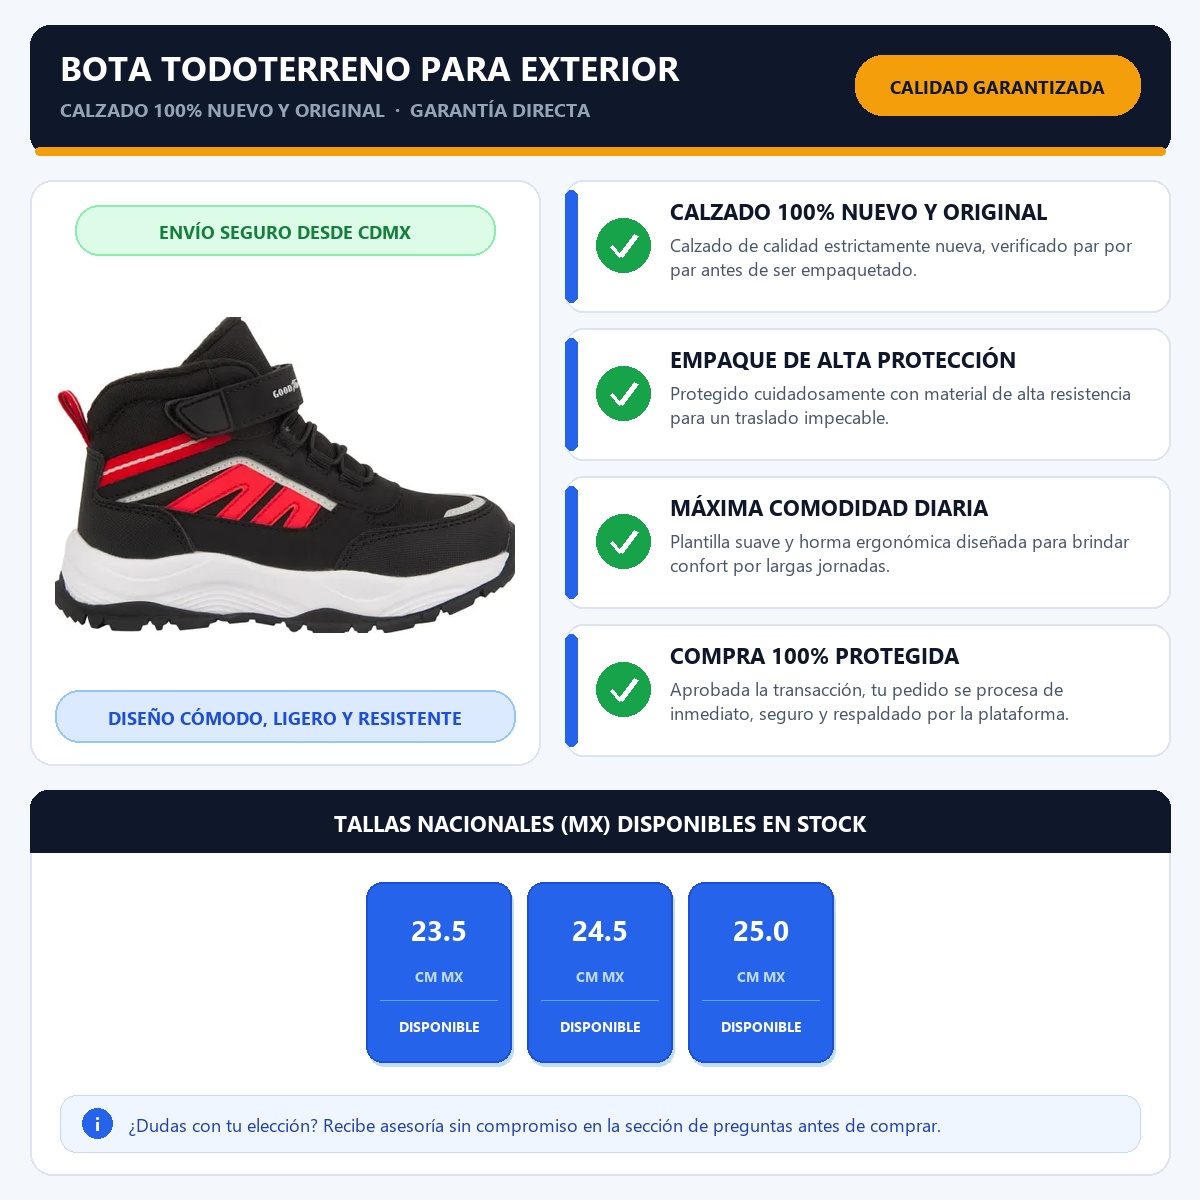 BOTA TODOTERRENO PARA EXTERIOR
CALZADO 100% NUEVO Y ORIGINAL · GARANTÍA DIRECTA
CALIDAD GARANTIZADA
ENVÍO SEGURO DESDE CDMX
DISEÑO CÓMODO, LIGERO Y RESISTENTE
CALZADO 100% NUEVO Y ORIGINAL
Calzado de calidad estrictamente nueva, verificado par por
par antes de ser empaquetado.
EMPAQUE DE ALTA PROTECCIÓN
Protegido cuidadosamente con material de alta resistencia
para un traslado impecable.
MÁXIMA COMODIDAD DIARIA
Plantilla suave y horma ergonómica diseñada para brindar
confort por largas jornadas.
COMPRA 100% PROTEGIDA
Aprobada la transacción, tu pedido se procesa de
inmediato, seguro y respaldado por la plataforma.
TALLAS NACIONALES (MX) DISPONIBLES EN STOCK
23.5
CM MX
DISPONIBLE
24.5
CM MX
DISPONIBLE
25.0
CM MX
DISPONIBLE
¿Dudas con tu elección? Recibe asesoría sin compromiso en la sección de preguntas antes de comprar.